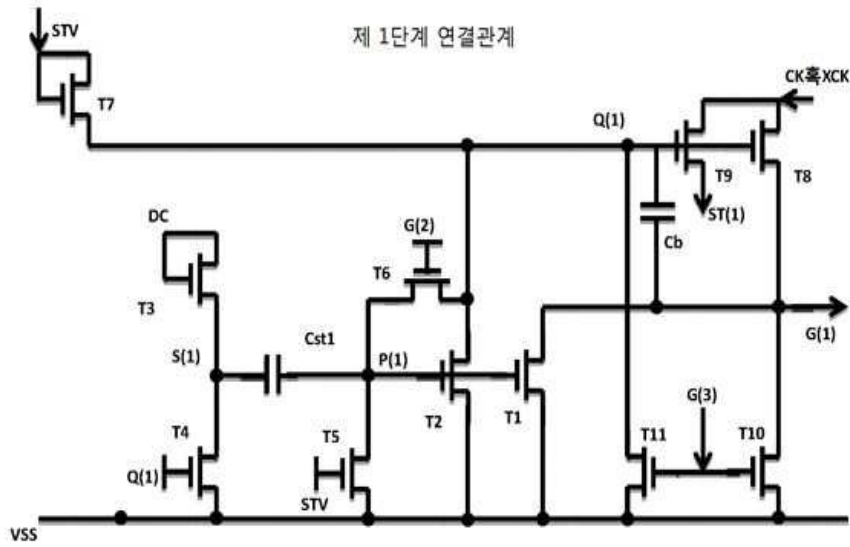 STV
제 1단계 연결관계
CK혹XCK
T7
Q(1)
T9
T8
DC
G(2)
ST(1)
Cb
T6
T3
G(1)
Cst1
S(1)
P(1)
G(3)
T4
T5
T2
T1
T11
T10
Q(1)
STV
VSS